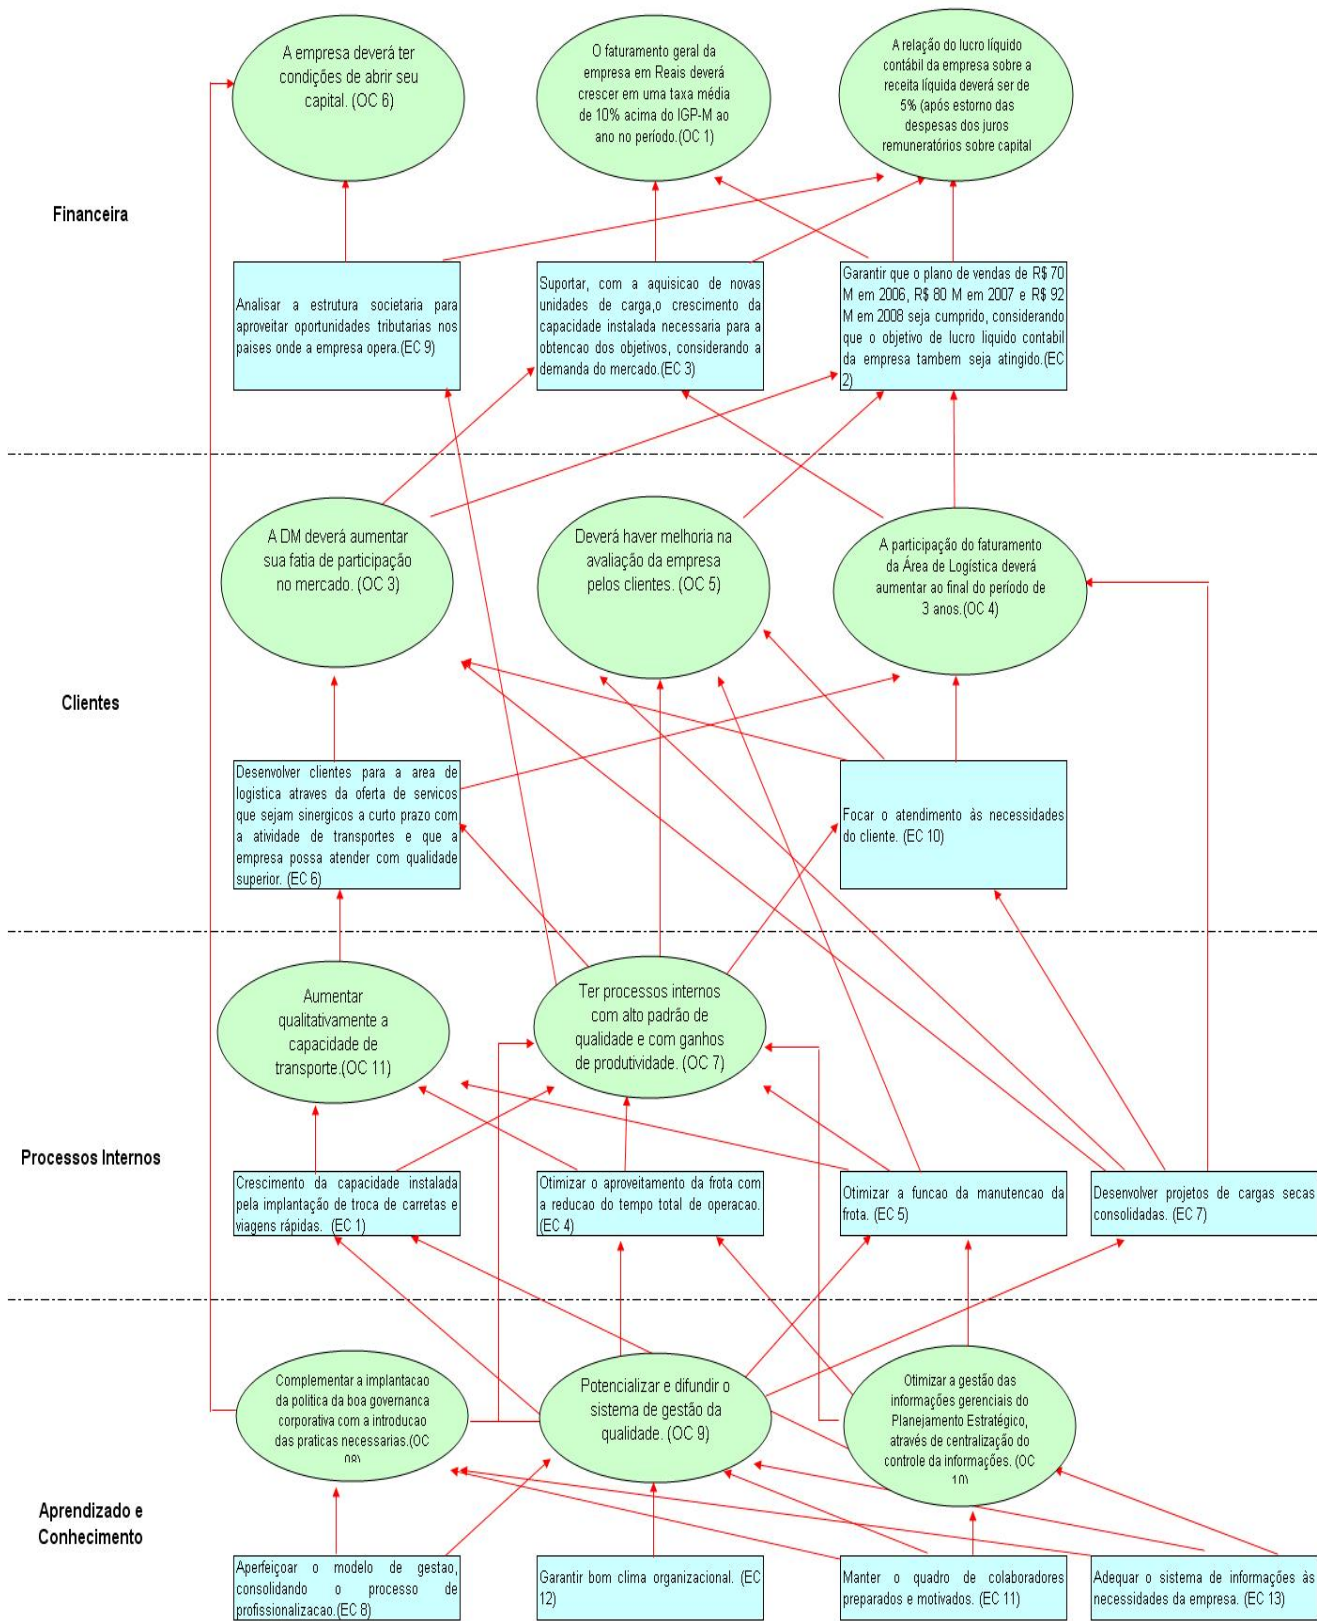 A empresa deverá ter
condições de abrir seu
capital. (OC 6)
O faturamento geral da
empresa em Reais deverá
crescer em uma taxa média
de 10% acima do IGP-M ao
ano no período.(OC 1)
A relação do lucro líquido
contábil da empresa sobre a
receita líquida deverá ser de
5% (após estorno das
despesas dos juros
remuneratórios sobre capital
Financeira
Analisar a estrutura societaria para
aproveitar oportunidades tributarias nos
paises onde a empresa opera.(EC 9)
Suportar, com a aquisicao de novas
unidades de carga,o crescimento da
capacidade instalada necessaria para a
obtencao dos objetivos, considerando a
demanda do mercado.(EC 3)
Garantir que o plano de vendas de R$ 70
M em 2006, R$ 80 M em 2007 e R$ 92
M em 2008 seja cumprido, considerando
que o objetivo de lucro liquido contabil
da empresa tambem seja atingido.(EC
2)
A DM deverá aumentar
sua fatia de participação
no mercado. (OC 3)
Deverá haver melhoria na
avaliação da empresa
pelos clientes. (OC 5)
A participação do faturamento
da Área de Logística deverá
aumentar ao final do período de
3 anos.(OC 4)
Clientes
Desenvolver clientes para a area de
logistica atraves da oferta de servicos
que sejam sinergicos a curto prazo com
a atividade de transportes e que a
empresa possa atender com qualidade
superior. (EC 6)
Focar o atendimento às necessidades
do cliente. (EC 10)
Aumentar
qualitativamente a
capacidade de
transporte.(OC 11)
Ter processos internos
com alto padrão de
qualidade e com ganhos
de produtividade. (OC 7)
Processos Internos
Crescimento da capacidade instalada
pela implantação de troca de carretas e
viagens rápidas. (EC 1)
Otimizar o aproveitamento da frota com
a reducao do tempo total de operacao.
(EC 4)
Otimizar a funcao da manutencao da
frota. (EC 5)
Desenvolver projetos de cargas secas
consolidadas. (EC 7)
Complementar a implantacao
da politica da boa governanca
corporativa com a introducao
das praticas necessarias.(OC
08)
Potencializar e difundir o
sistema de gestão da
qualidade. (OC 9)
Otimizar a gestão das
informações gerenciais do
Planejamento Estratégico,
através de centralização do
controle da informações. (OC
10)
Aprendizado e
Conhecimento
Aperfeiçoar o modelo de gestao,
consolidando o processo de
profissionalizacao.(EC 8)
Garantir bom clima organizacional. (EC
12)
Manter o quadro de colaboradores
preparados e motivados. (EC 11)
Adequar o sistema de informações às
necessidades da empresa. (EC 13)